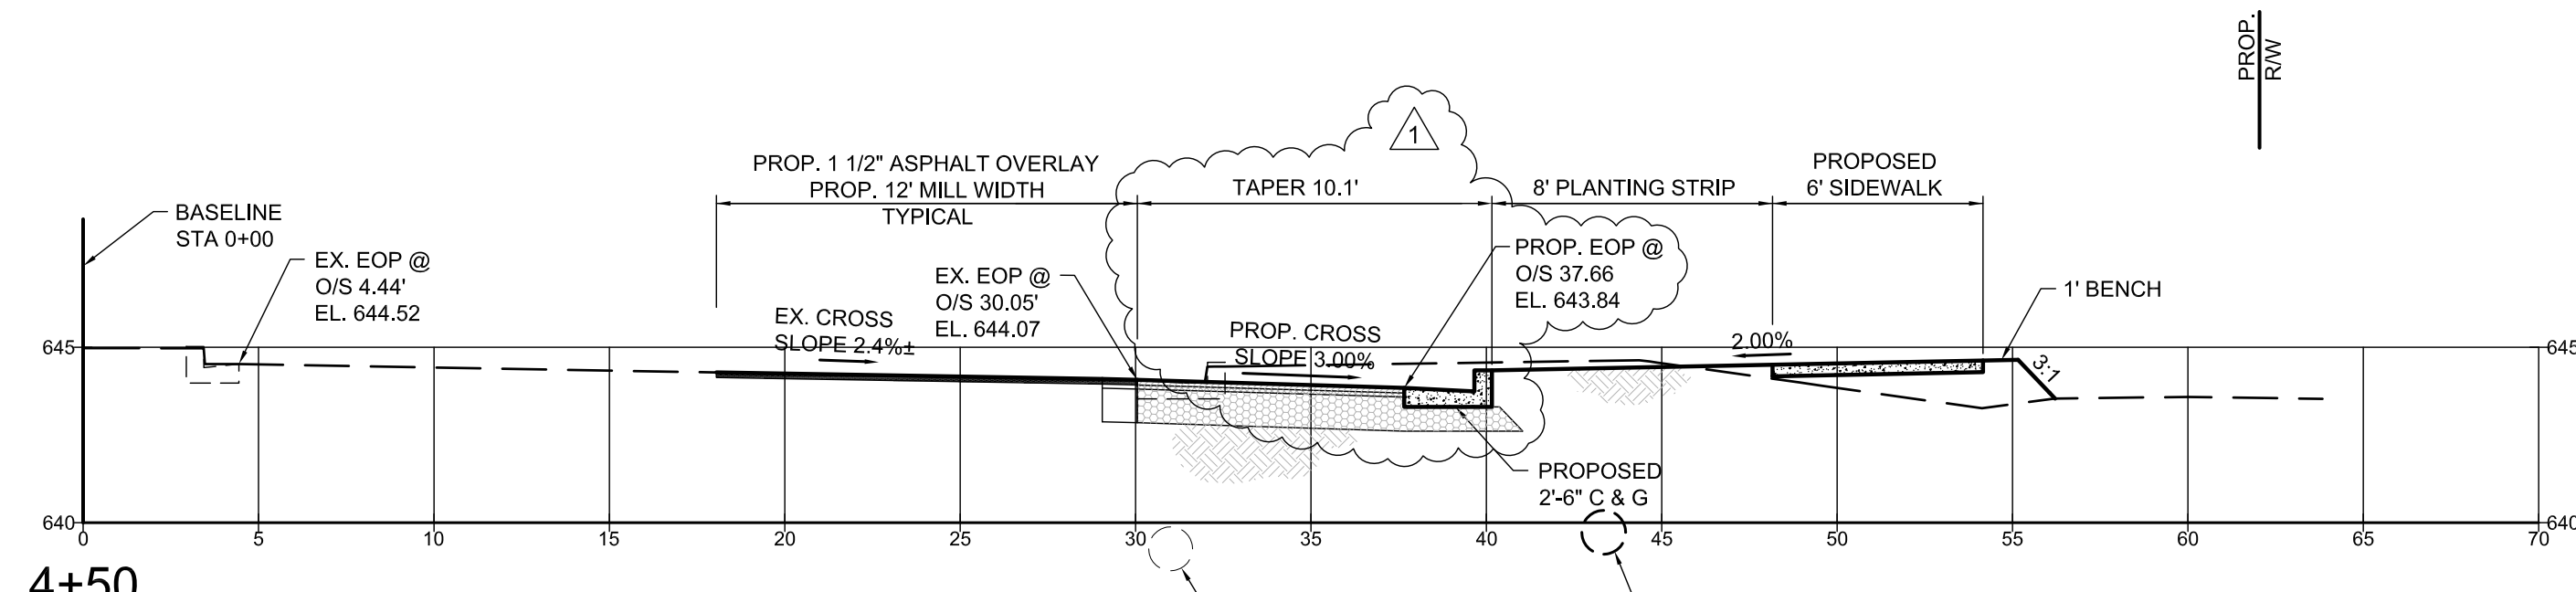 PROP.
R/W
1
PROP. 1 1/2" ASPHALT OVERLAY
PROP. 12' MILL WIDTH
TYPICAL
TAPER 10.1'
8' PLANTING STRIP
PROPOSED
6' SIDEWALK
BASELINE
STA 0+00
EX. EOP @
O/S 4.44'
EL. 644.52
EX. CROSS
SLOPE 2.4%±
EX. EOP @
O/S 30.05'
EL. 644.07
PROP. CROSS
SLOPE 3.00%
PROP. EOP @
O/S 37.66
EL. 643.84
2.00%
1' BENCH
3:1
645
645
PROPOSED
2'-6" C & G
640
640
0 5 10 15 20 25 30 35 40 45 50 55 60 65 70
4+50